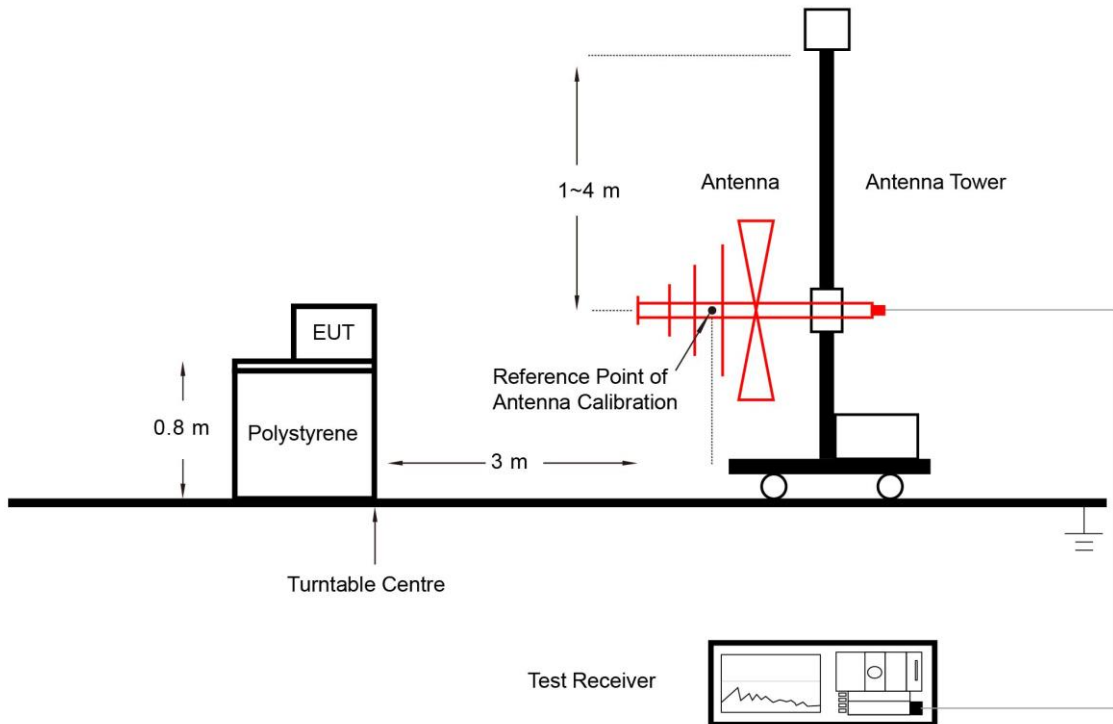 1~4 m
Antenna
Antenna Tower
EUT
Reference Point of
Antenna Calibration
0.8 m
Polystyrene
3 m
Turntable Centre
Test Receiver